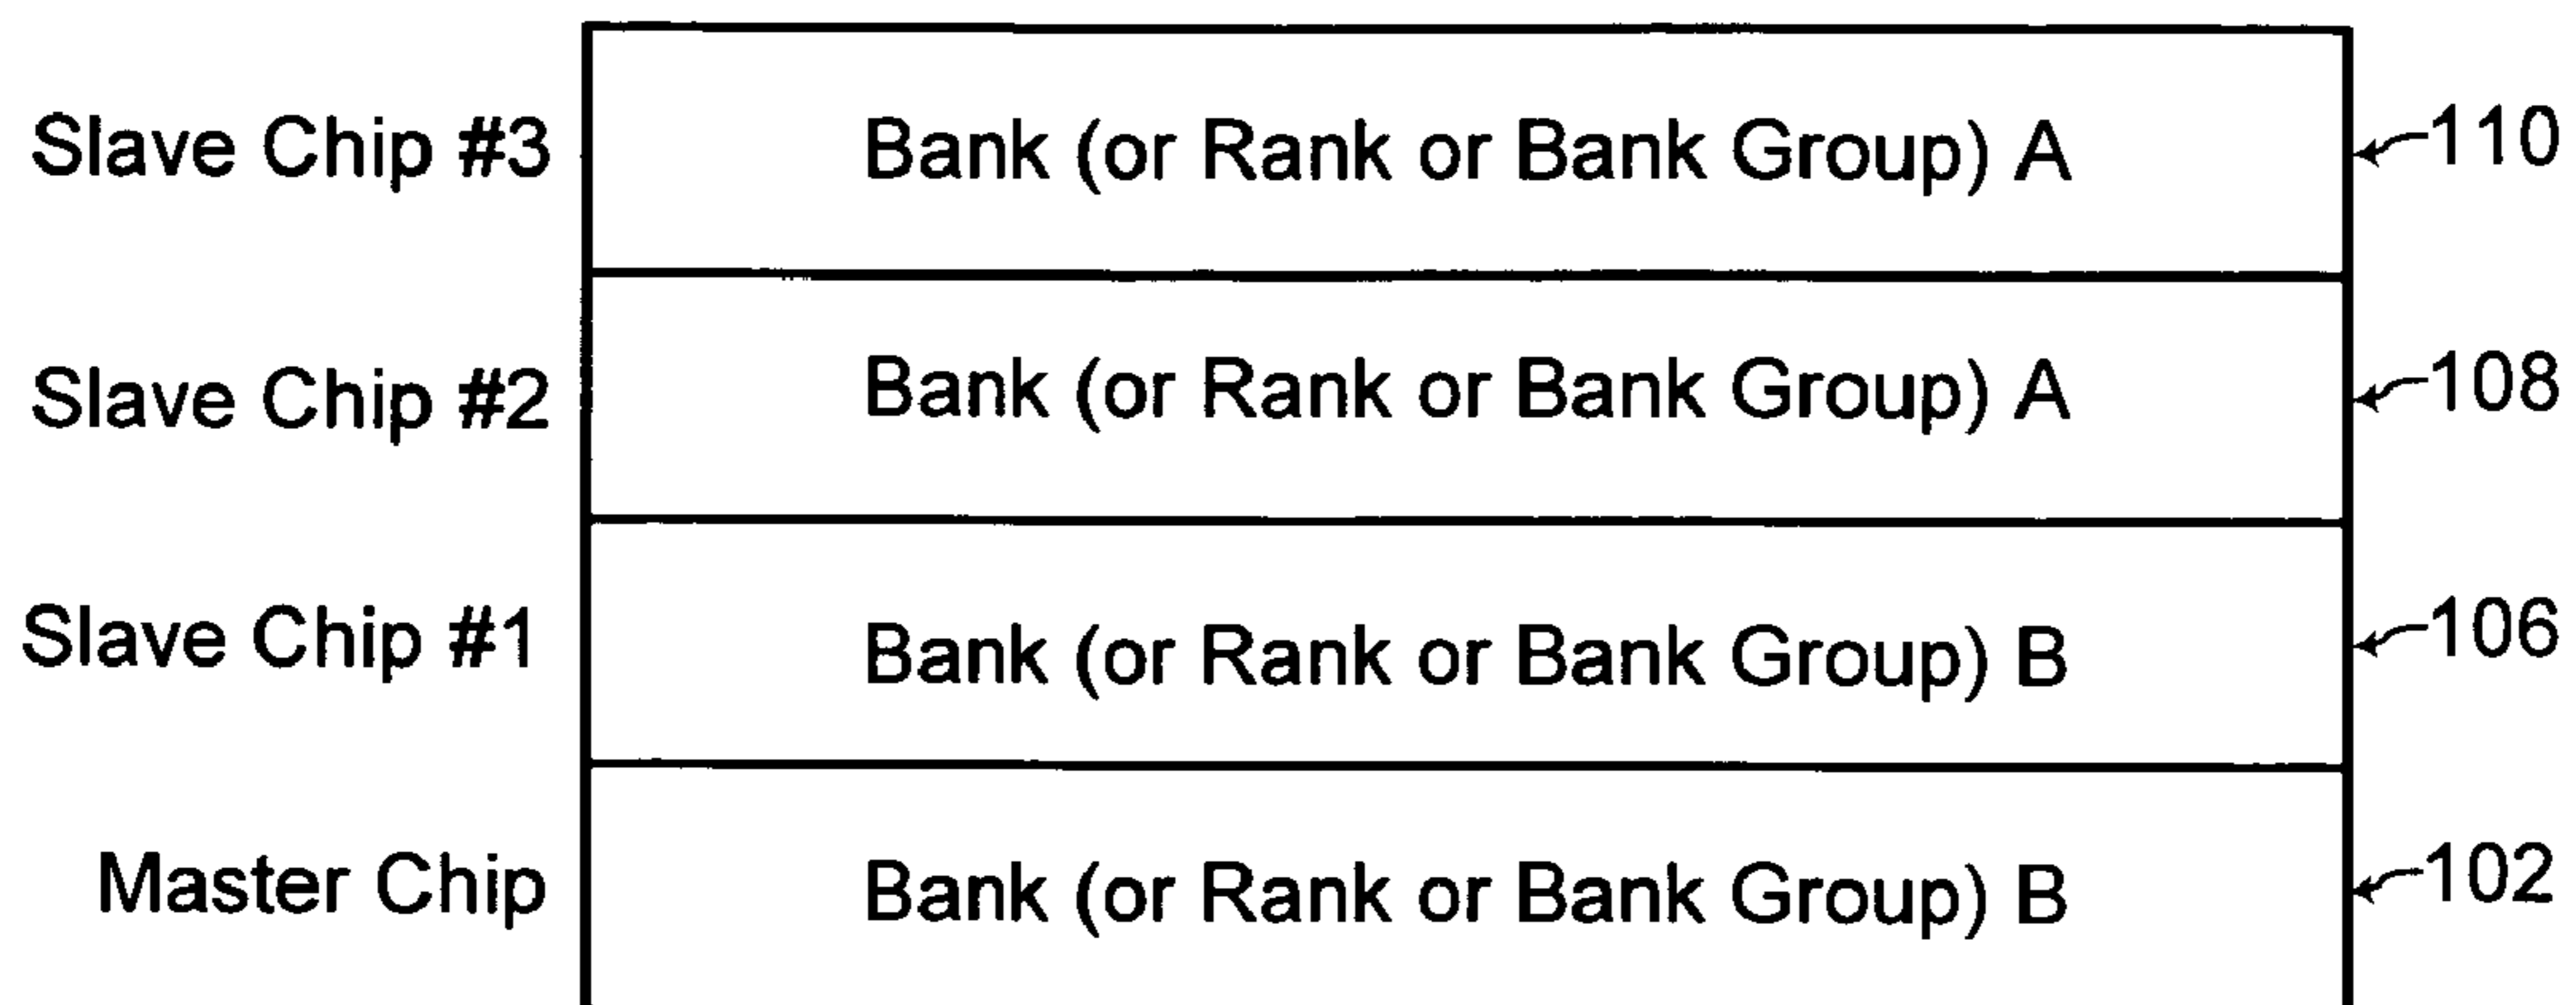 Slave Chip #3 Bank (or Rank or Bank Group) A 110
Slave Chip #2 Bank (or Rank or Bank Group) A 108
Slave Chip #1 Bank (or Rank or Bank Group) B 106
Master Chip Bank (or Rank or Bank Group) B 102